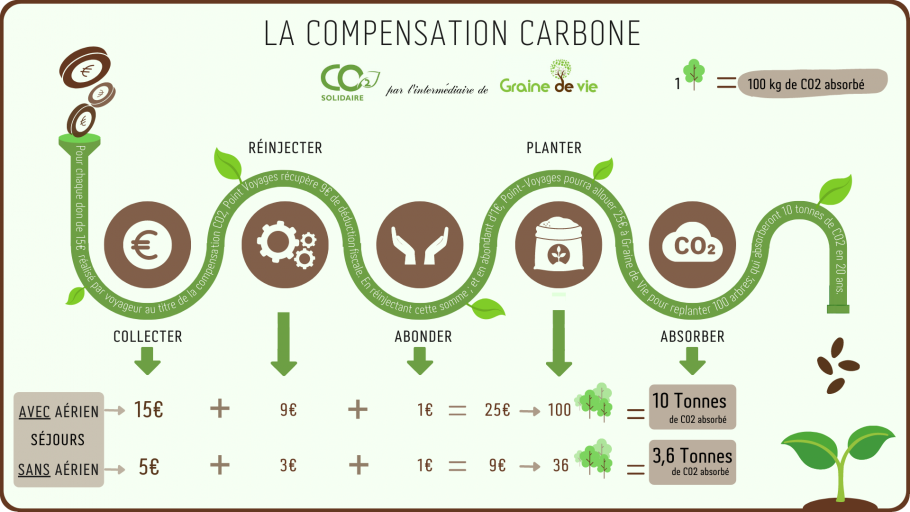 LA COMPENSATION CARBONE
CO2
SOLIDAIRE
par l'intermédiaire de
Graine de vie
1 = 100 kg de CO2 absorbé
RÉINJECTER
PLANTER
Pour chaque don de 15€ réalisé par voyageur au titre de la compensation CO2, Point Voyages récupère 9€ de déduction fiscale. En réinjectant cette somme , et en abondant d'1€, Point-Voyages pourra allouer 25€ à Graine de Vie pour replanter 100 arbres, qui absorberont 10 tonnes de CO2 en 20 ans
€
€
€
€
CO₂
COLLECTER
ABONDER
ABSORBER
AVEC AÉRIEN
15€ + 9€ + 1€ = 25€ → 100 = 10 Tonnes
de CO2 absorbé
SÉJOURS
SANS AÉRIEN
5€ + 3€ + 1€ = 9€ → 36 = 3,6 Tonnes
de CO2 absorbé